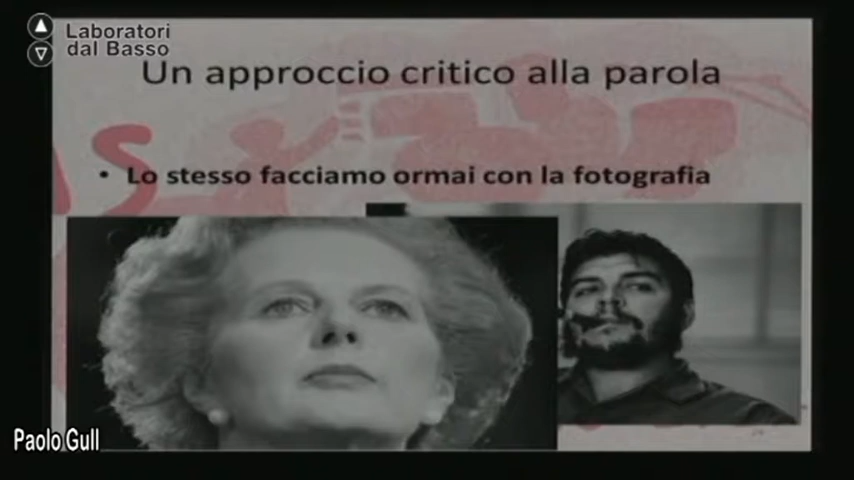 Laboratori
dal Basso
Un approccio critico alla parola
• Lo stesso facciamo ormai con la fotografia
Paolo Gull